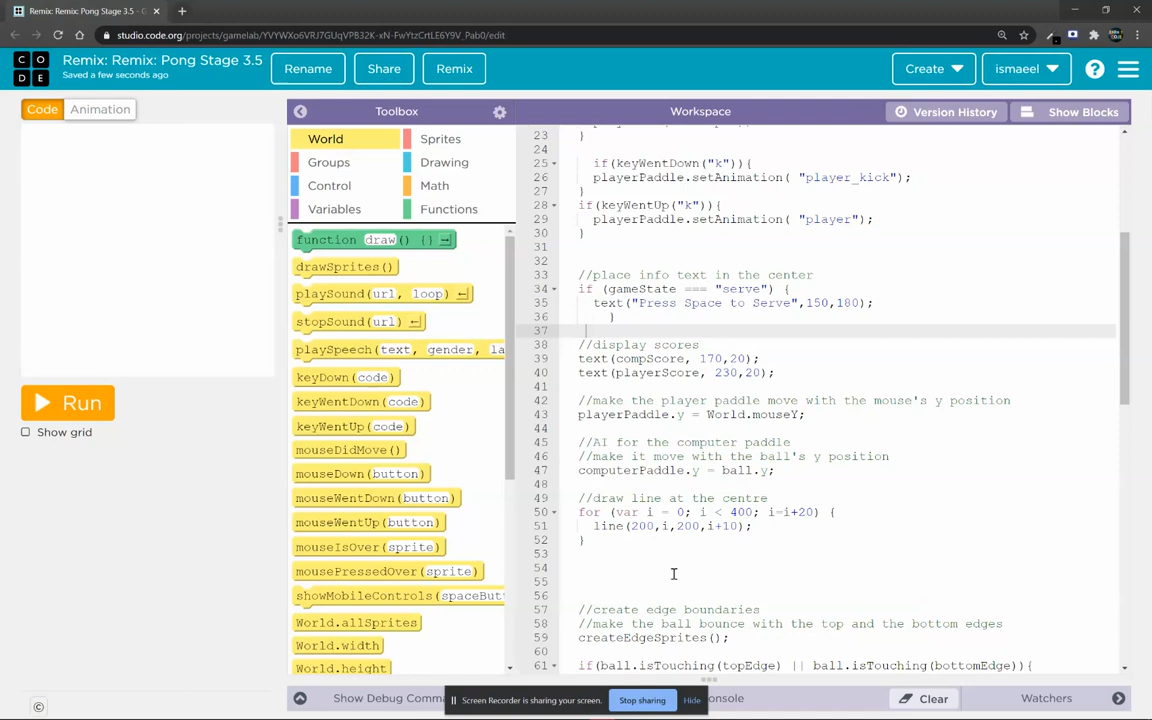 Remix: Remix: Pong Stage 3.5 -
studio.code.org/projects/gamelab/YVYWXo6VRJ7GUqVPB32K-xN-FwYtzCrtLE6Y9V_Pab0/edit
C O D E
Remix: Remix: Pong Stage 3.5
Saved a few seconds ago
Rename
Share
Remix
Create
ismaeel
?
Code
Animation
Toolbox
Workspace
Version History
Show Blocks
World
Sprites
Groups
Drawing
Control
Math
Variables
Functions
function draw() {}
drawSprites()
playSound(url, loop)
stopSound(url)
playSpeech(text, gender, la
keyDown(code)
keyWentDown(code)
keyWentUp(code)
mouseDidMove()
mouseDown(button)
mouseWentDown(button)
mouseWentUp(button)
mouseIsOver(sprite)
mousePressedOver(sprite)
showMobileControls(spaceButt
World.allSprites
World.width
World.height
Run
Show grid
23 }
24
25 if(keyWentDown("k")){
26 playerPaddle.setAnimation( "player_kick");
27 }
28 if(keyWentUp("k")){
29 playerPaddle.setAnimation( "player");
30 }
31
32
33 //place info text in the center
34 if (gameState === "serve") {
35 text("Press Space to Serve",150,180);
36 }
37
38 //display scores
39 text(compScore, 170,20);
40 text(playerScore, 230,20);
41
42 //make the player paddle move with the mouse's y position
43 playerPaddle.y = World.mouseY;
44
45 //AI for the computer paddle
46 //make it move with the ball's y position
47 computerPaddle.y = ball.y;
48
49 //draw line at the centre
50 for (var i = 0; i < 400; i=i+20) {
51 line(200,i,200,i+10);
52 }
53
54
55
56
57 //create edge boundaries
58 //make the ball bounce with the top and the bottom edges
59 createEdgeSprites();
60
61 if(ball.isTouching(topEdge) || ball.isTouching(bottomEdge)){
Show Debug Comma
Screen Recorder is sharing your screen.
Stop sharing
Hide
onsole
Clear
Watchers
©